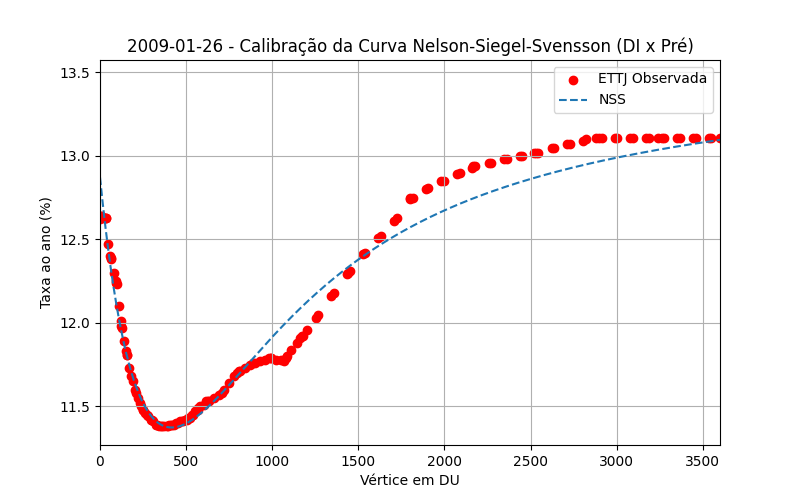 2009-01-26 - Calibração da Curva Nelson-Siegel-Svensson (DI x Pré)
ETTJ Observada
NSS
Taxa ao ano (%)
13.5
13.0
12.5
12.0
11.5
0 500 1000 1500 2000 2500 3000 3500
Vértice em DU